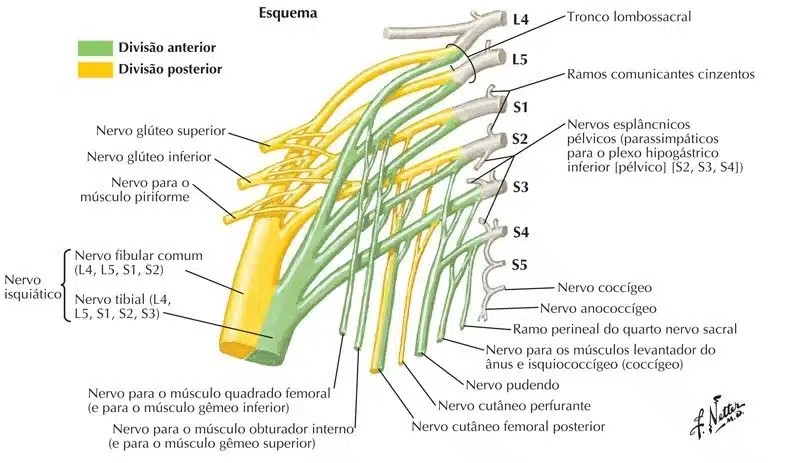 Esquema
Divisão anterior
Divisão posterior
L4
L5
S1
S2
S3
S4
S5
Tronco lombossacral
Ramos comunicantes cinzentos
Nervos esplâncnicos
pélvicos (parassimpáticos
para o plexo hipogástrico
inferior [pélvico] [S2, S3, S4])
Nervo glúteo superior
Nervo glúteo inferior
Nervo para o
músculo piriforme
Nervo
isquiático
Nervo fibular comum
(L4, L5, S1, S2)
Nervo tibial (L4,
L5, S1, S2, S3)
Nervo coccígeo
Nervo anococcígeo
Ramo perineal do quarto nervo sacral
Nervo para os músculos levantador do
ânus e isquiococcígeo (coccígeo)
Nervo pudendo
Nervo cutâneo perfurante
Nervo cutâneo femoral posterior
Nervo para o músculo quadrado femoral
(e para o músculo gêmeo inferior)
Nervo para o músculo obturador interno
(e para o músculo gêmeo superior)
F. Netter
M.D.